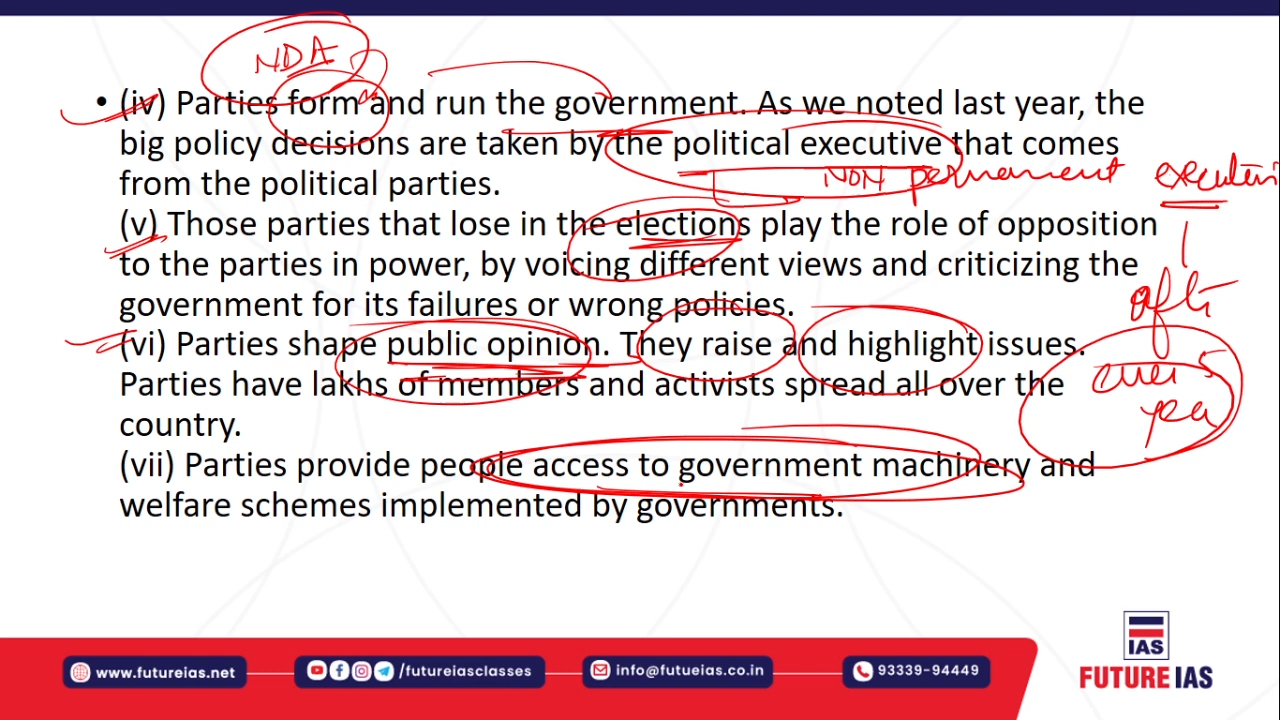 NDA
• (iv) Parties form and run the government. As we noted last year, the
big policy decisions are taken by the political executive that comes
from the political parties.
NON permanent executive
(v) Those parties that lose in the elections play the role of opposition
to the parties in power, by voicing different views and criticizing the
government for its failures or wrong policies.
after
every 5
year
(vi) Parties shape public opinion. They raise and highlight issues.
Parties have lakhs of members and activists spread all over the
country.
(vii) Parties provide people access to government machinery and
welfare schemes implemented by governments.
www.futureias.net
/futureiasclasses
info@futueias.co.in
93339-94449
IAS
FUTURE IAS